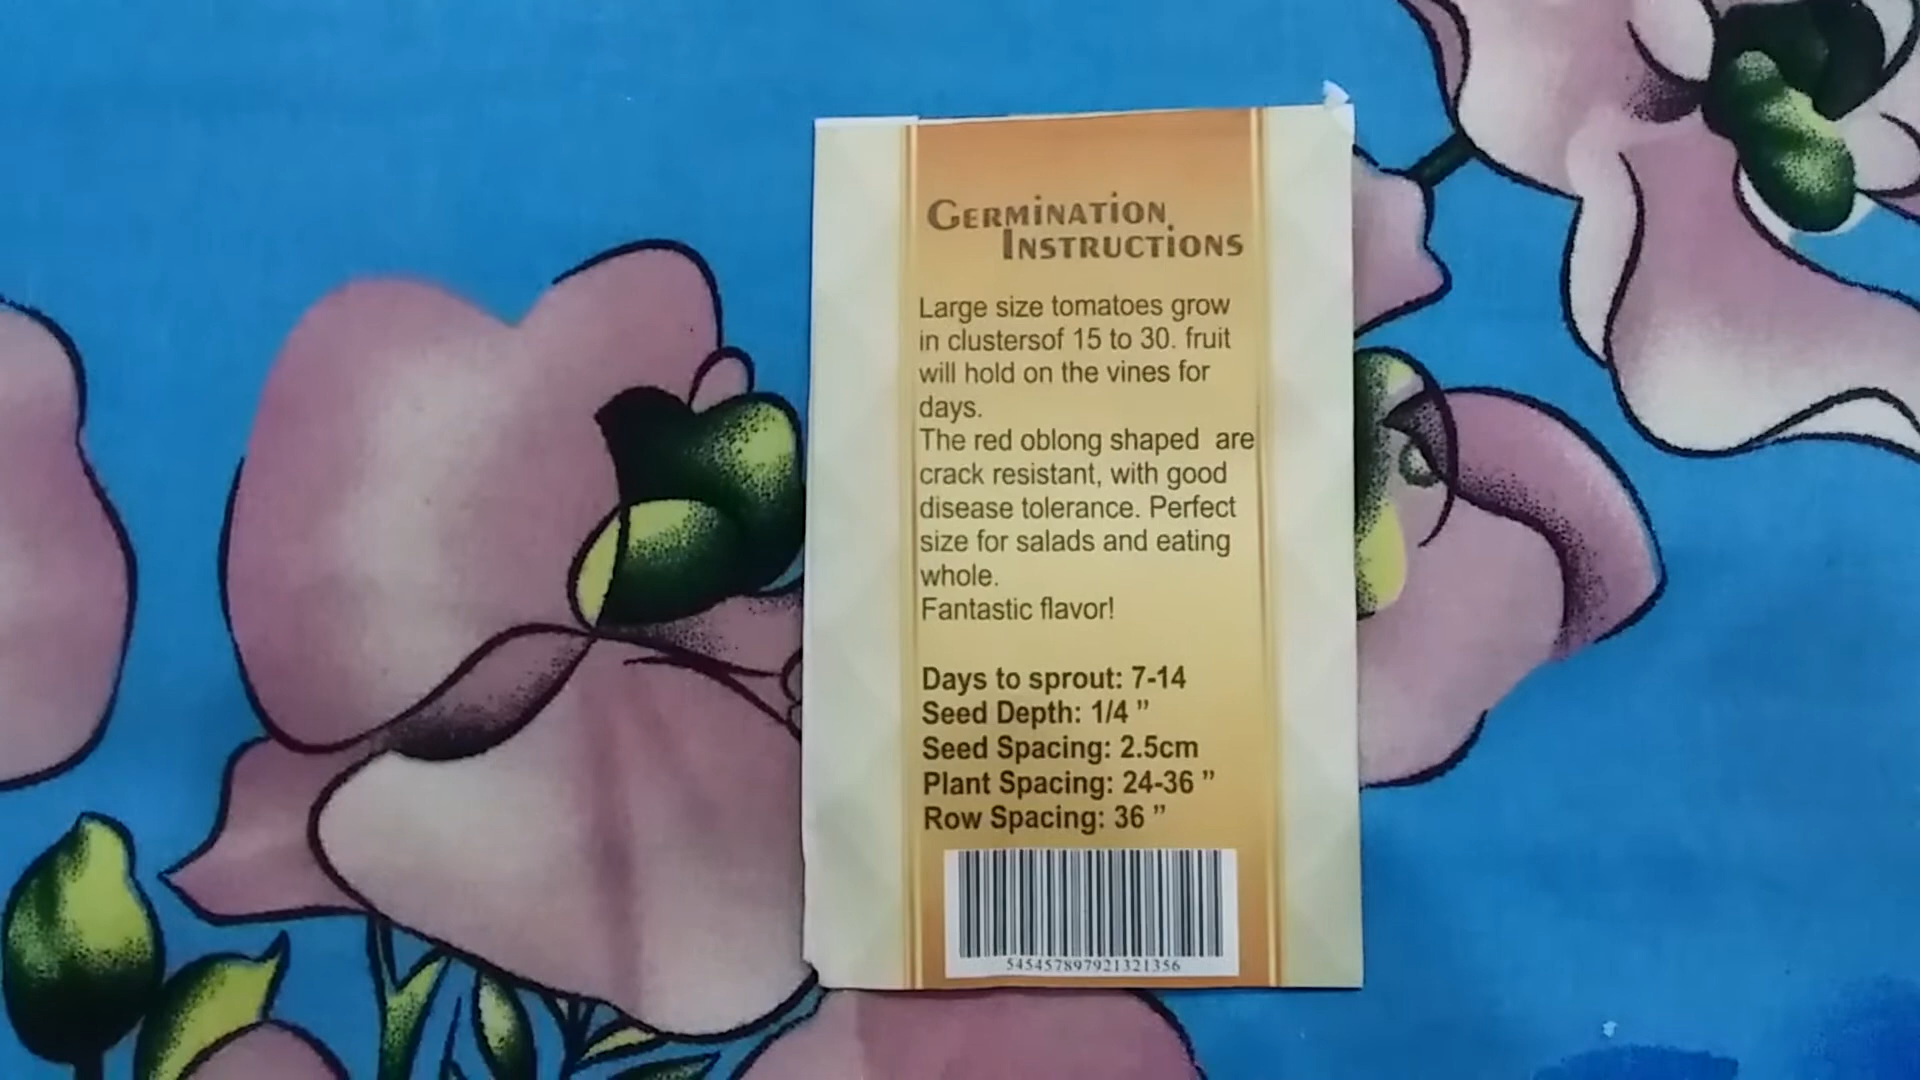 GERMINATION
INSTRUCTIONS
Large size tomatoes grow
in clustersof 15 to 30. fruit
will hold on the vines for
days.
The red oblong shaped  are
crack resistant, with good
disease tolerance. Perfect
size for salads and eating
whole.
Fantastic flavor!
Days to sprout: 7-14
Seed Depth: 1/4 ”
Seed Spacing: 2.5cm
Plant Spacing: 24-36 ”
Row Spacing: 36 ”
545457897921321356